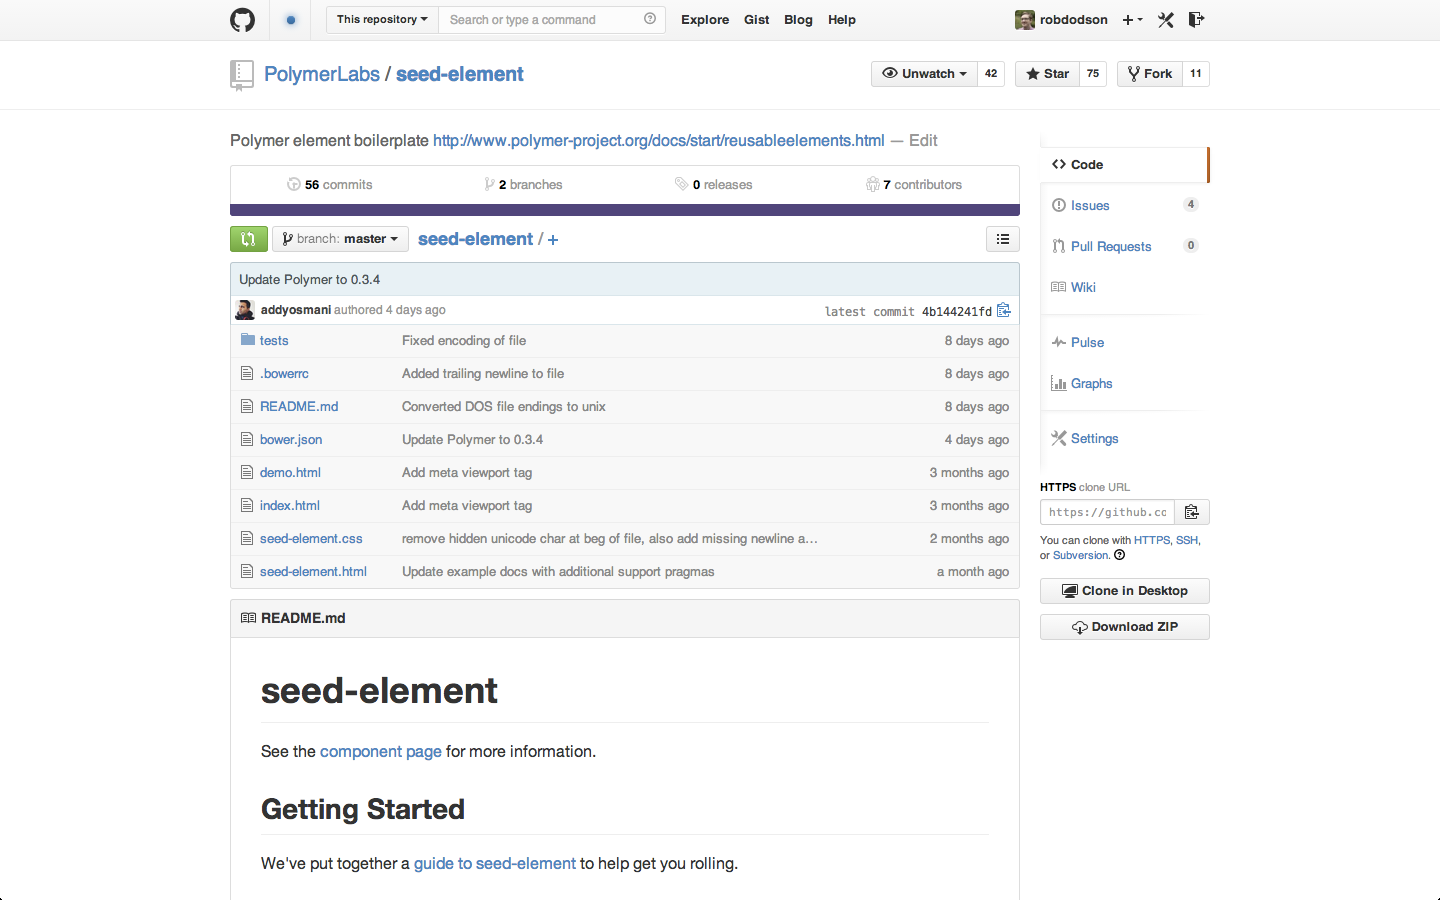 This repository Search or type a command Explore Gist Blog Help robdodson
PolymerLabs / seed-element Unwatch 42 Star 75 Fork 11
Polymer element boilerplate http://www.polymer-project.org/docs/start/reusableelements.html — Edit
56 commits 2 branches 0 releases 7 contributors
branch: master seed-element / +
Update Polymer to 0.3.4
addyosmani authored 4 days ago latest commit 4b144241fd
tests Fixed encoding of file 8 days ago
.bowerrc Added trailing newline to file 8 days ago
README.md Converted DOS file endings to unix 8 days ago
bower.json Update Polymer to 0.3.4 4 days ago
demo.html Add meta viewport tag 3 months ago
index.html Add meta viewport tag 3 months ago
seed-element.css remove hidden unicode char at beg of file, also add missing newline a… 2 months ago
seed-element.html Update example docs with additional support pragmas a month ago
README.md
seed-element
See the component page for more information.
Getting Started
We've put together a guide to seed-element to help get you rolling.
Code
Issues 4
Pull Requests 0
Wiki
Pulse
Graphs
Settings
HTTPS clone URL
https://github.co
You can clone with HTTPS, SSH,
or Subversion.
Clone in Desktop
Download ZIP